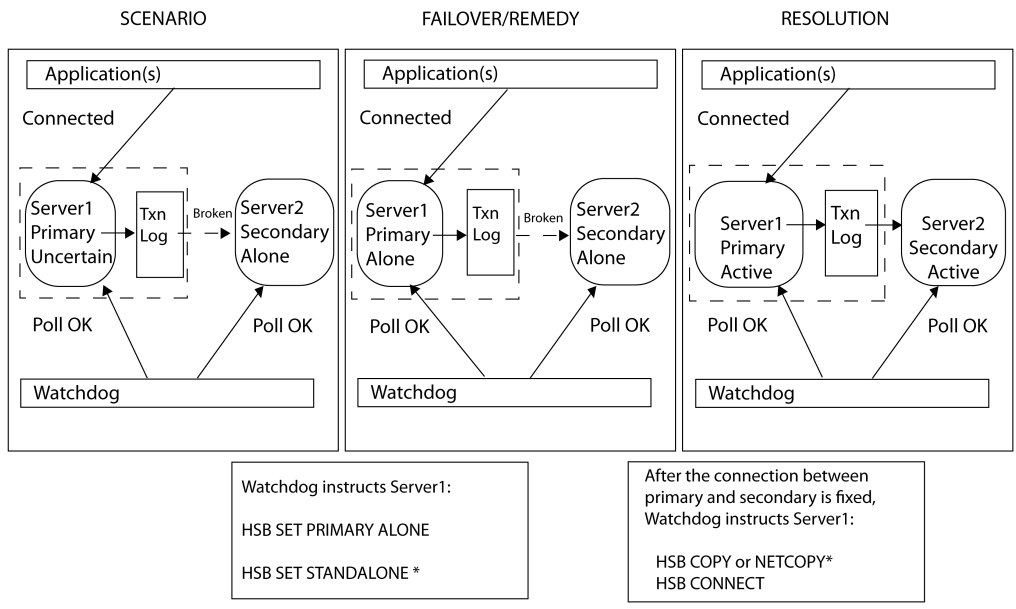 SCENARIO
FAILOVER/REMEDY
RESOLUTION
Application(s)
Connected
Server1
Primary
Uncertain
Txn
Log
Broken
Server2
Secondary
Alone
Poll OK
Poll OK
Watchdog
Application(s)
Connected
Server1
Primary
Alone
Txn
Log
Broken
Server2
Secondary
Alone
Poll OK
Poll OK
Watchdog
Application(s)
Connected
Server1
Primary
Active
Txn
Log
Server2
Secondary
Active
Poll OK
Poll OK
Watchdog
Watchdog instructs Server1:
HSB SET PRIMARY ALONE
HSB SET STANDALONE *
After the connection between
primary and secondary is fixed,
Watchdog instructs Server1:
HSB COPY or NETCOPY*
HSB CONNECT